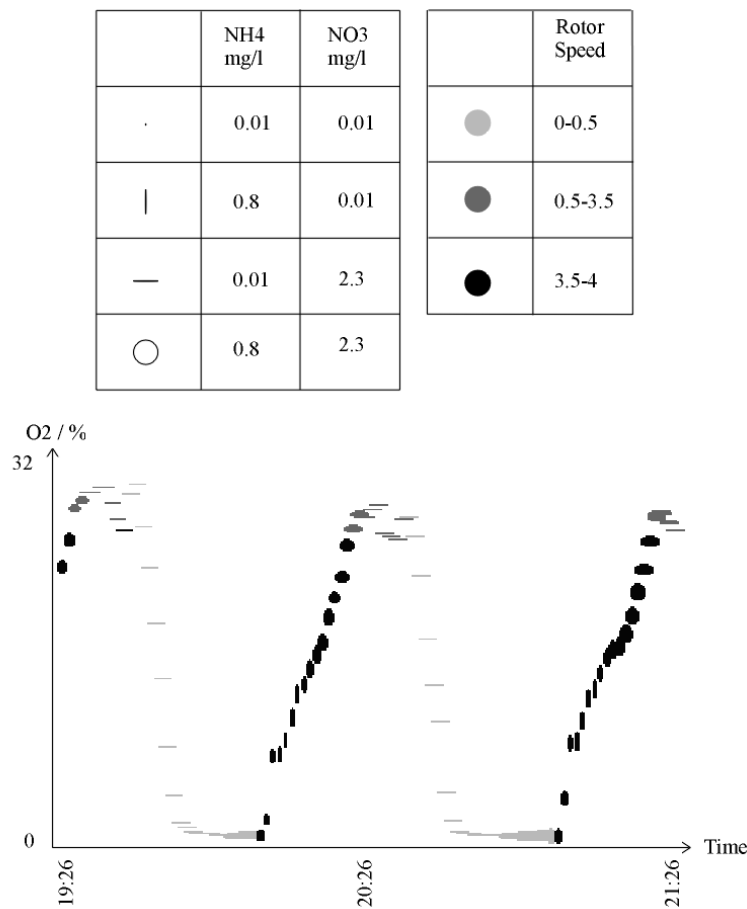 NH4
mg/l
NO3
mg/l
0.01
0.01
0.8
0.01
0.01
2.3
0.8
2.3
Rotor
Speed
0-0.5
0.5-3.5
3.5-4
O2 / %
32
0
Time
19:26
20:26
21:26